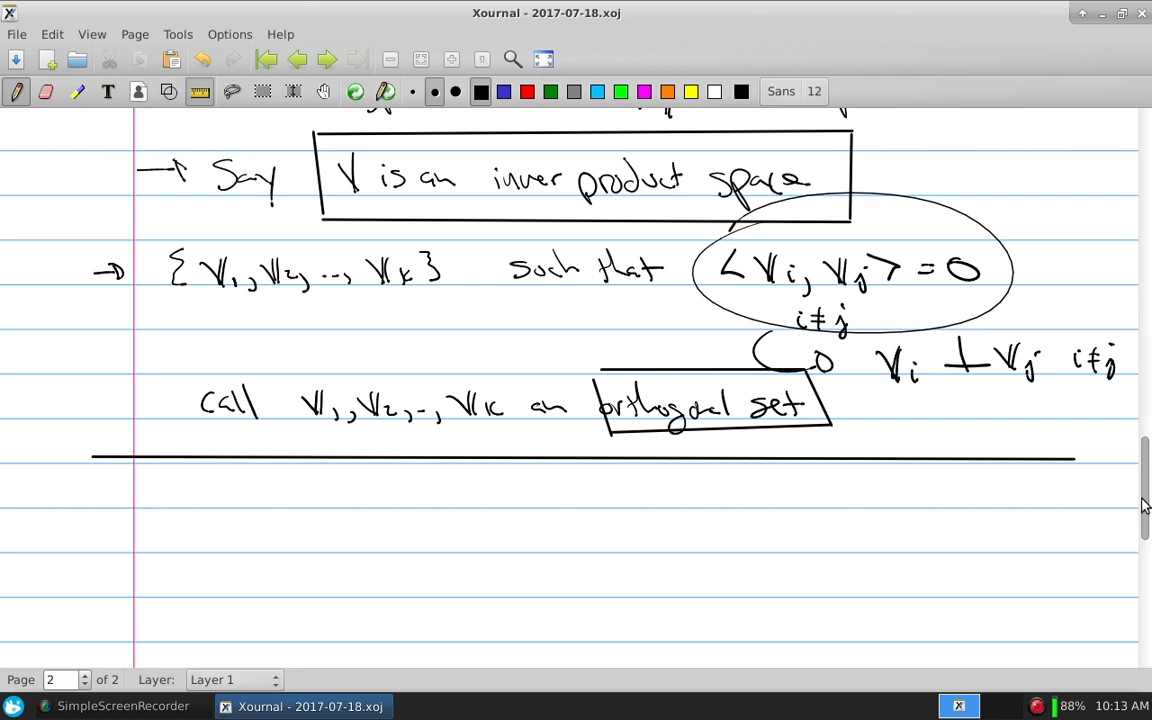 Xournal - 2017-07-18.xoj
File Edit View Page Tools Options Help
Sans 12
→ Say V is an inner product space
→ {V1, V2, ..., Vk} such that <Vi, Vj> = 0
i≠j
Vi ⊥ Vj i≠j
call V1, V2, .., Vk an orthogonal set
Page 2 of 2 Layer: Layer 1
SimpleScreenRecorder Xournal - 2017-07-18.xoj 88% 10:13 AM